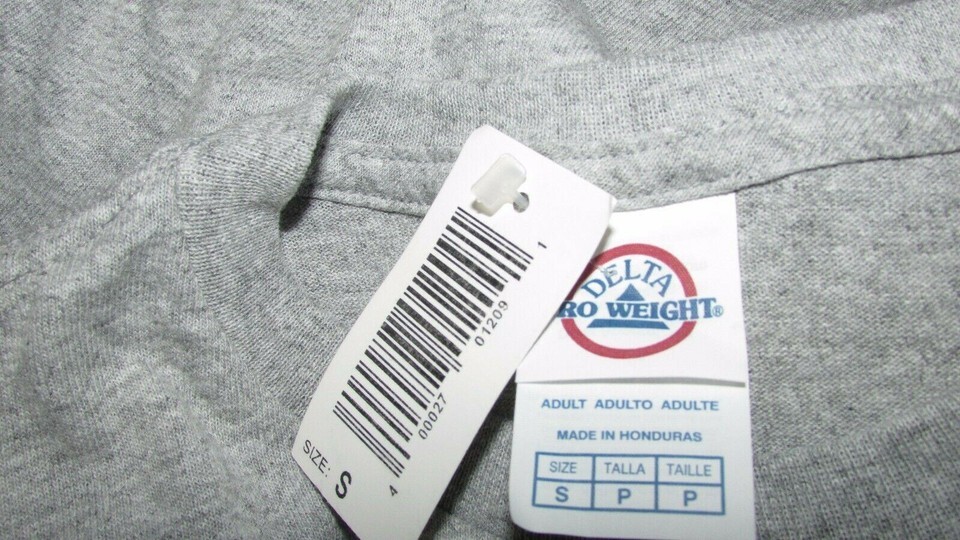 1
01209
00027
4
SIZE: S
DELTA
RO WEIGHT®
ADULT ADULTO ADULTE
MADE IN HONDURAS
SIZE TALLA TAILLE
S P P